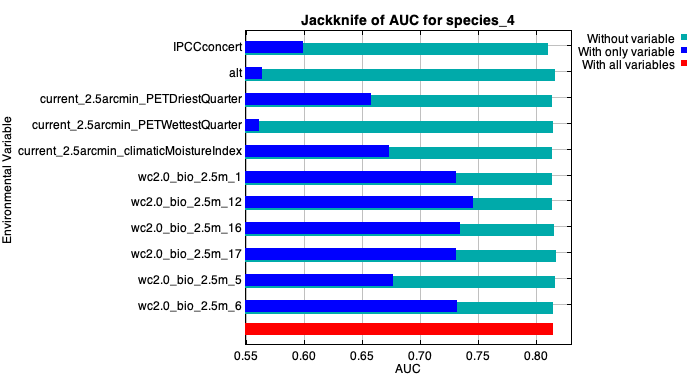 Jackknife of AUC for species_4
Without variable
With only variable
With all variables
Environmental Variable
IPCCconcert
alt
current_2.5arcmin_PETDriestQuarter
current_2.5arcmin_PETWettestQuarter
current_2.5arcmin_climaticMoistureIndex
wc2.0_bio_2.5m_1
wc2.0_bio_2.5m_12
wc2.0_bio_2.5m_16
wc2.0_bio_2.5m_17
wc2.0_bio_2.5m_5
wc2.0_bio_2.5m_6
0.55 0.60 0.65 0.70 0.75 0.80
AUC